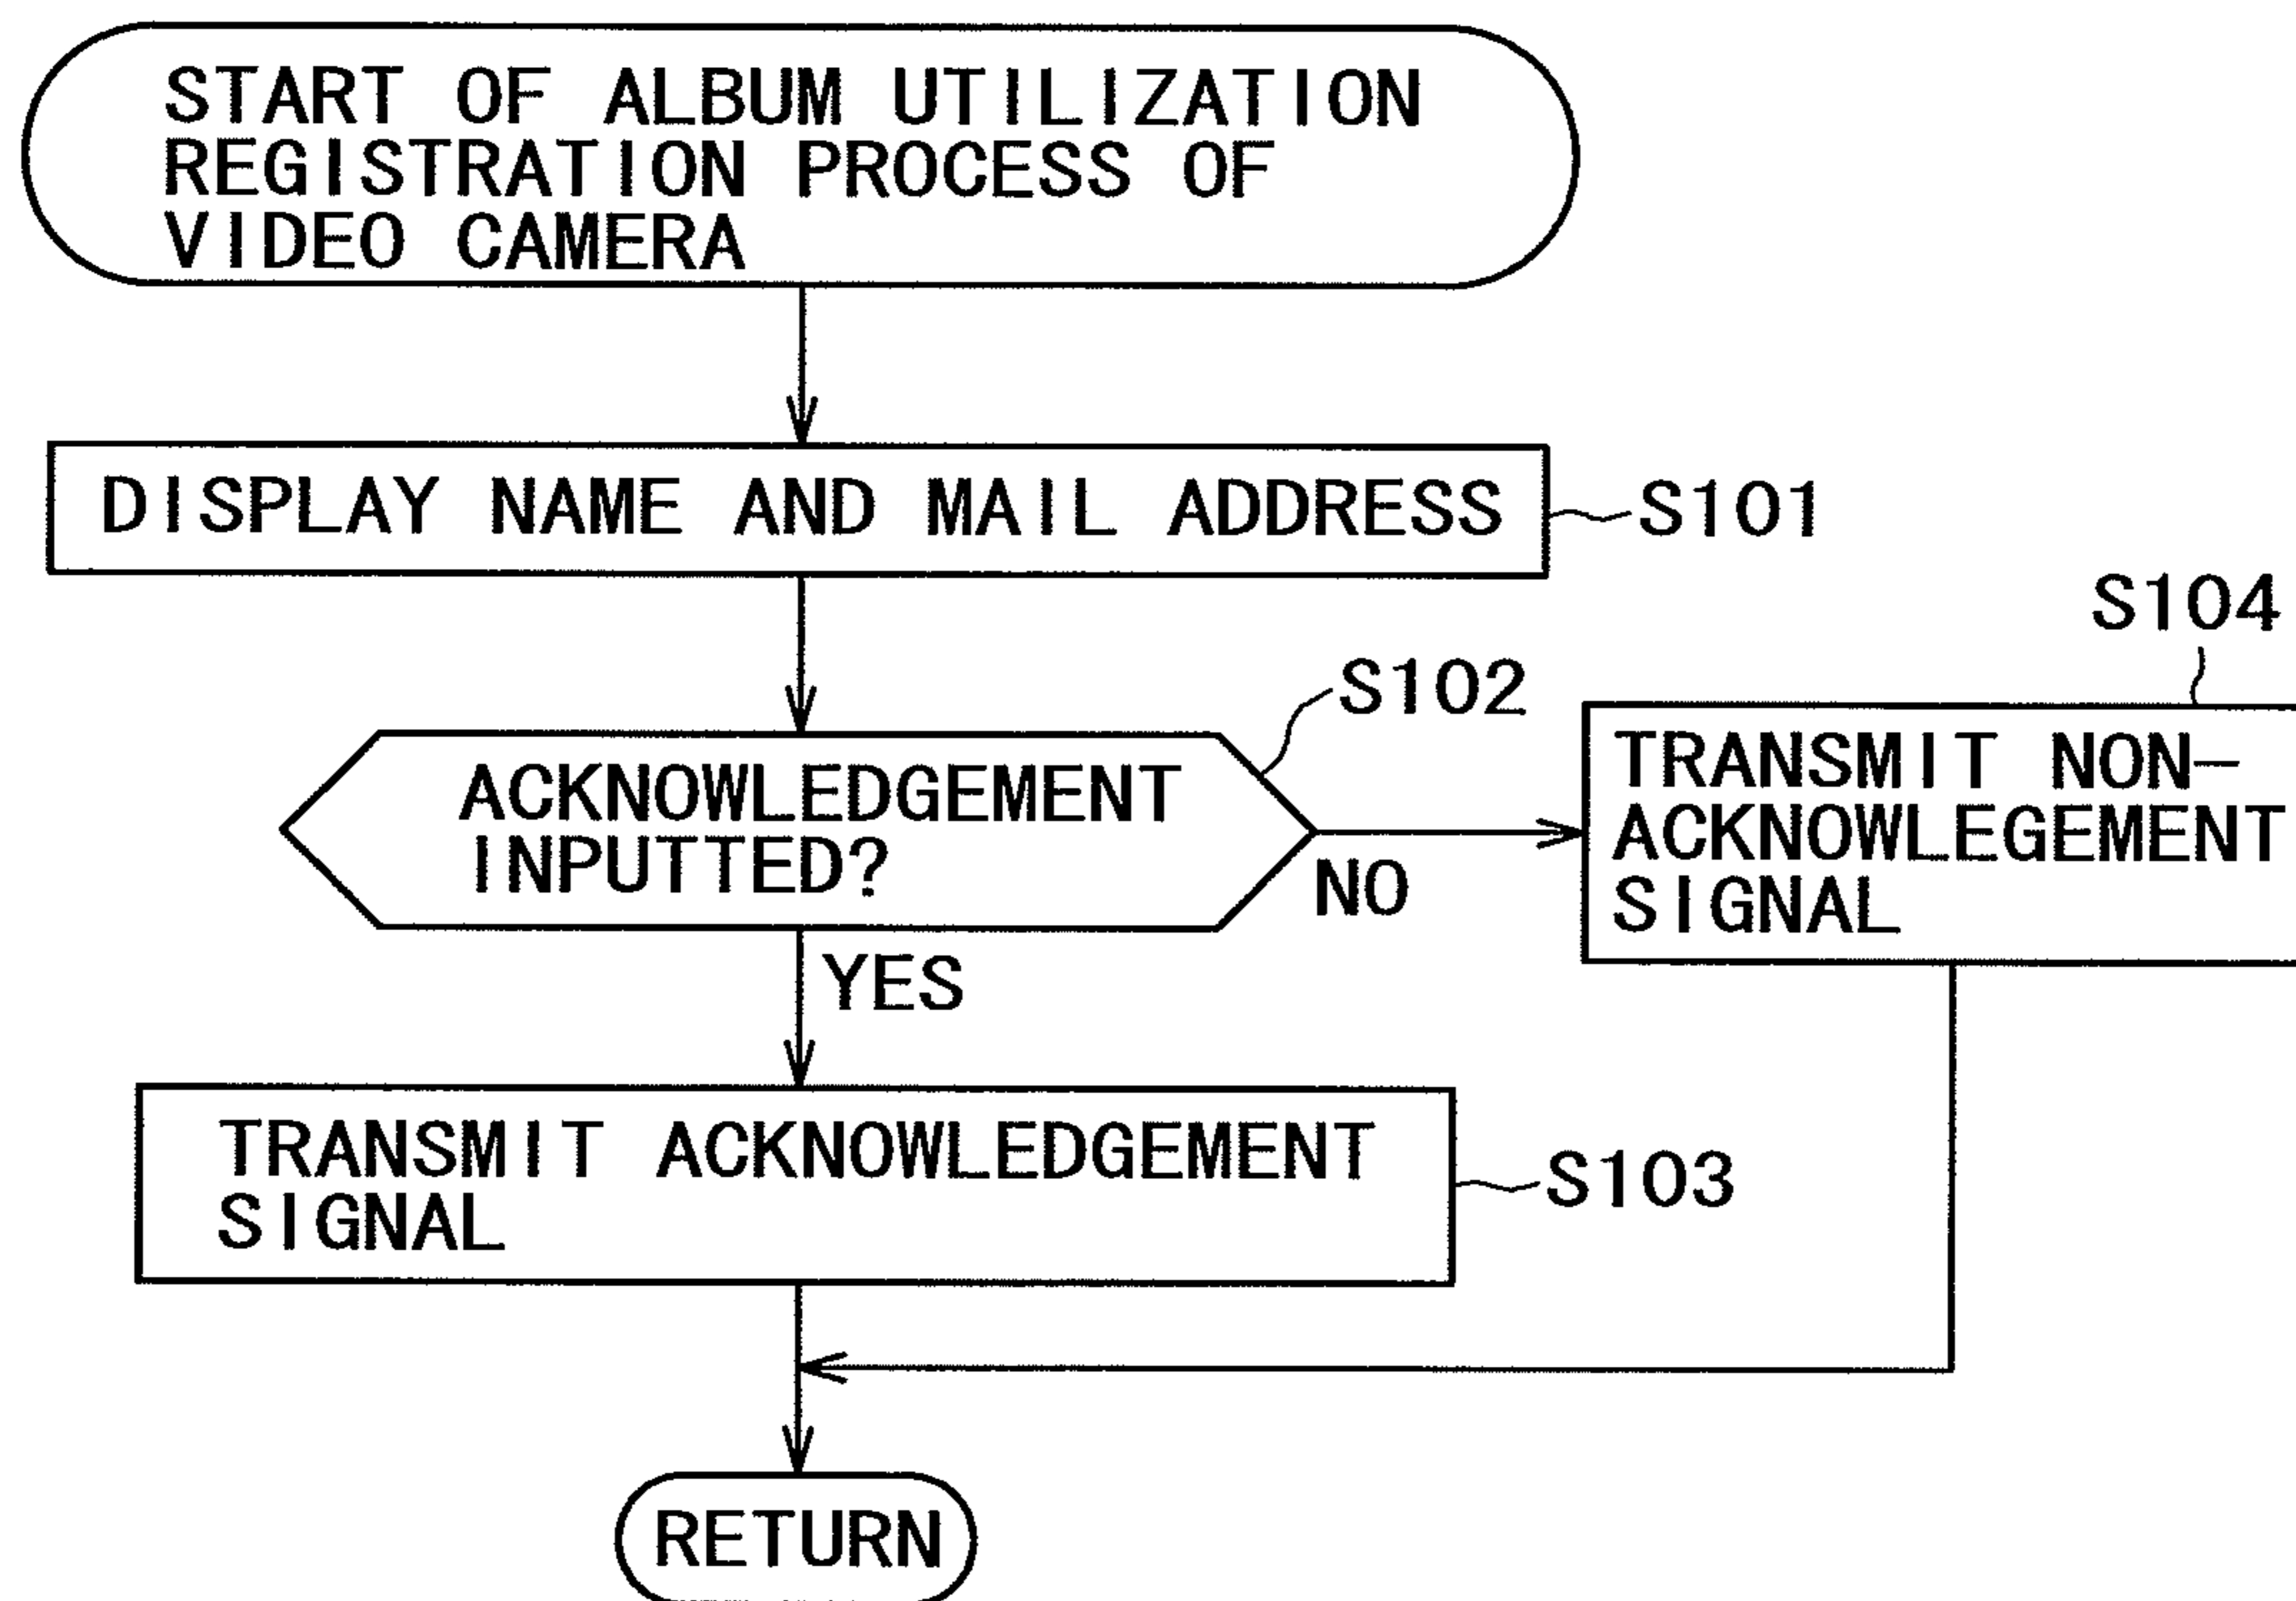 START OF ALBUM UTILIZATION
REGISTRATION PROCESS OF
VIDEO CAMERA
DISPLAY NAME AND MAIL ADDRESS
S101
S104
S102
ACKNOWLEDGEMENT
INPUTTED?
NO
TRANSMIT NON-
ACKNOWLEGEMENT
SIGNAL
YES
TRANSMIT ACKNOWLEDGEMENT
SIGNAL
S103
RETURN